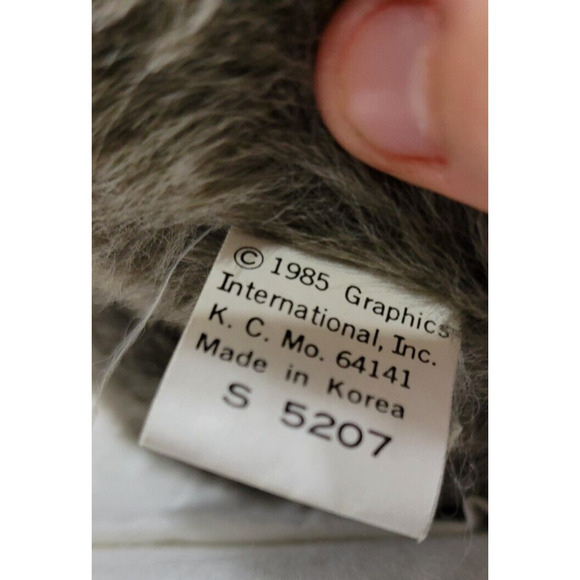 © 1985 Graphics
International, Inc.
K. C. Mo. 64141
Made in Korea
S 5207